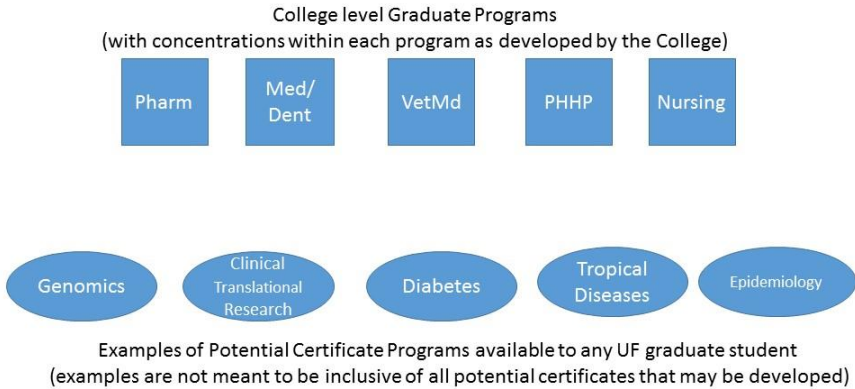 College level Graduate Programs
(with concentrations within each program as developed by the College)
Pharm
Med/
Dent
VetMd
PHHP
Nursing
Genomics
Clinical
Translational
Research
Diabetes
Tropical
Diseases
Epidemiology
Examples of Potential Certificate Programs available to any UF graduate student
(examples are not meant to be inclusive of all potential certificates that may be developed)